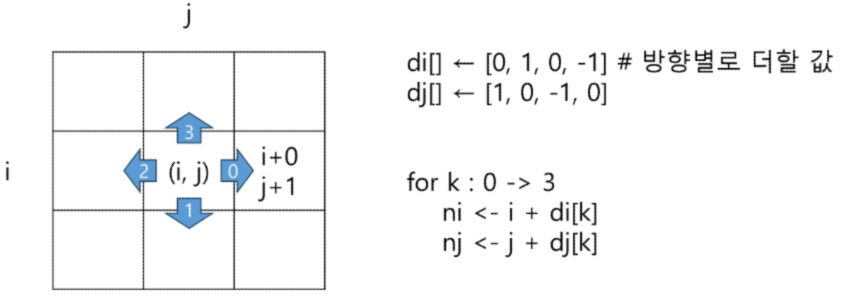 j
di[] ← [0, 1, 0, -1] # 방향별로 더할 값
dj[] ← [1, 0, -1, 0]
3
i
2
(i, j)
0
i+0
j+1
1
for k : 0 -> 3
ni <- i + di[k]
nj <- j + dj[k]